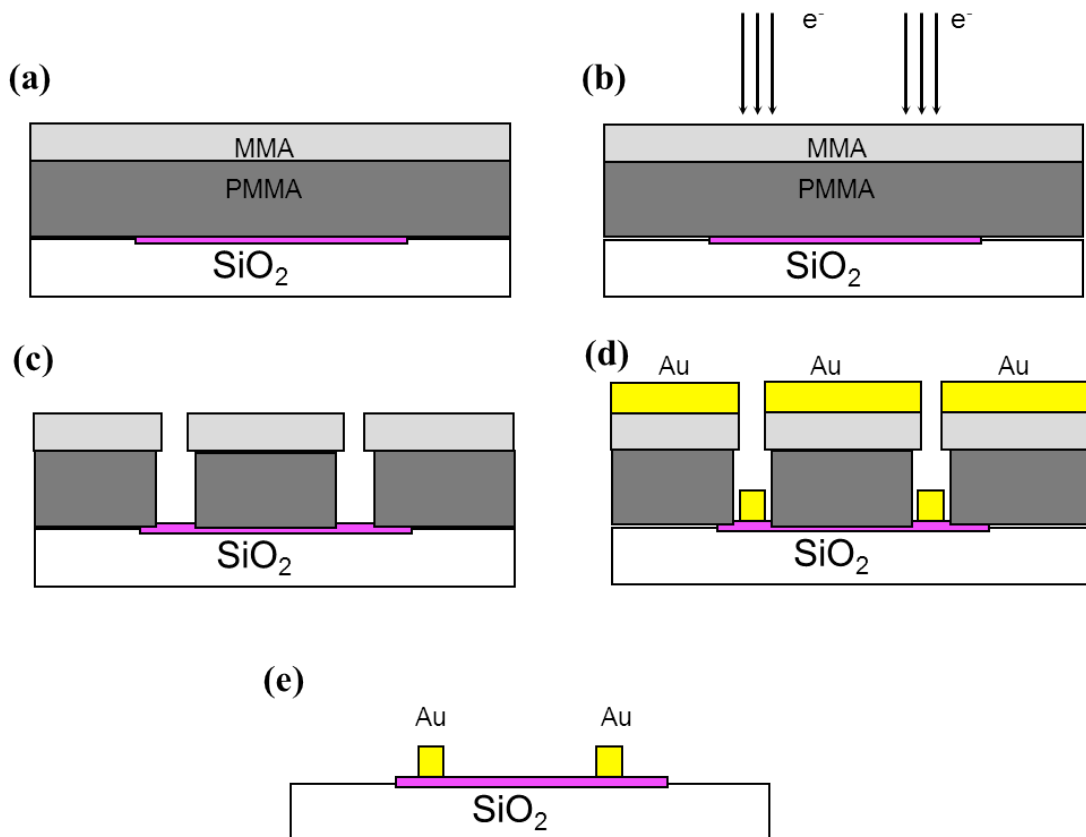 e⁻ e⁻
(a)
(b)
MMA
PMMA
SiO₂
MMA
PMMA
SiO₂
(c)
SiO₂
(d)
Au Au Au
SiO₂
(e)
Au Au
SiO₂